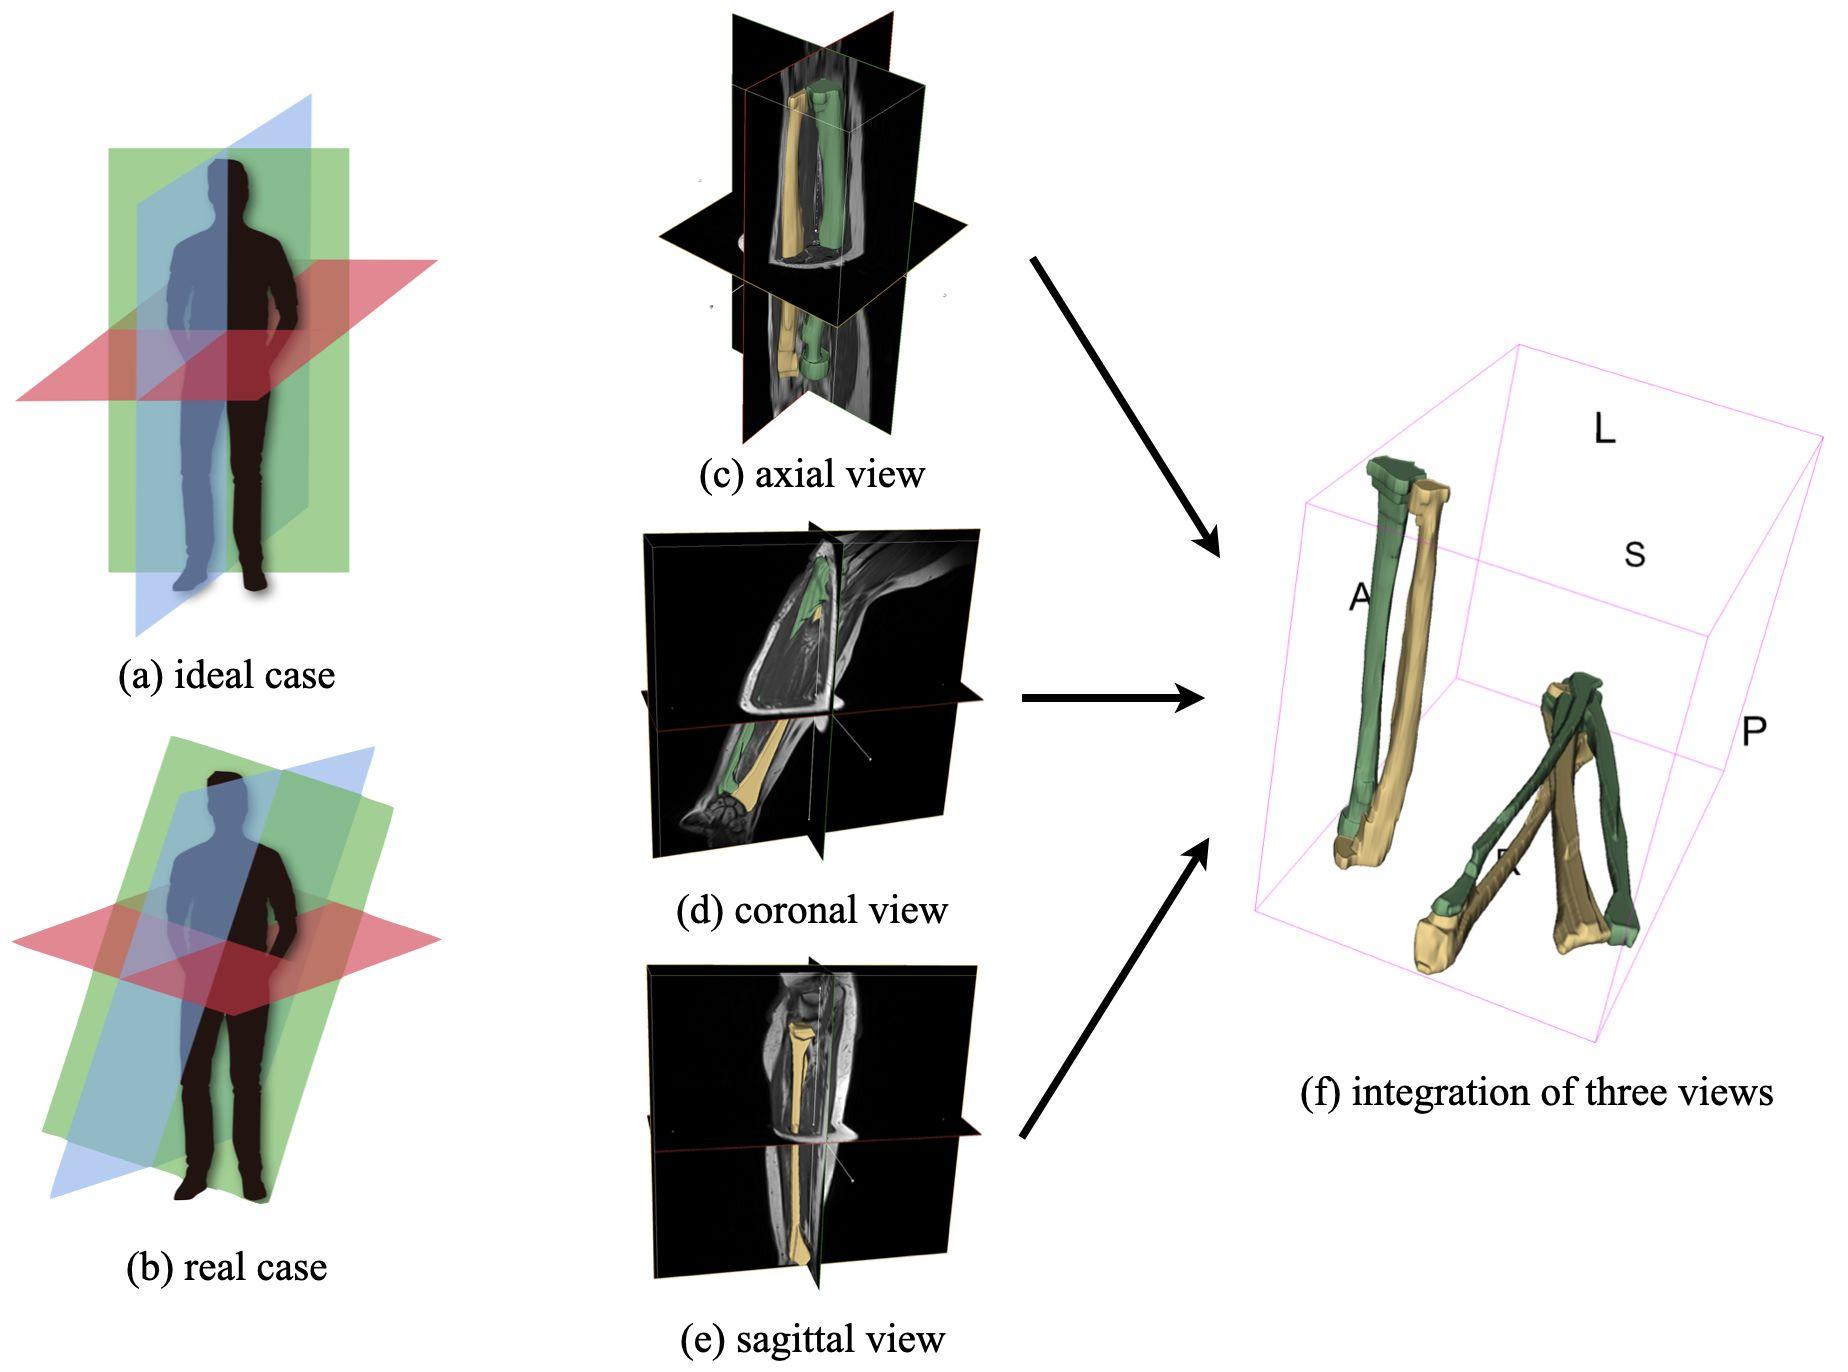 (a) ideal case
(b) real case
(c) axial view
(d) coronal view
(e) sagittal view
L
S
A
P
R
(f) integration of three views